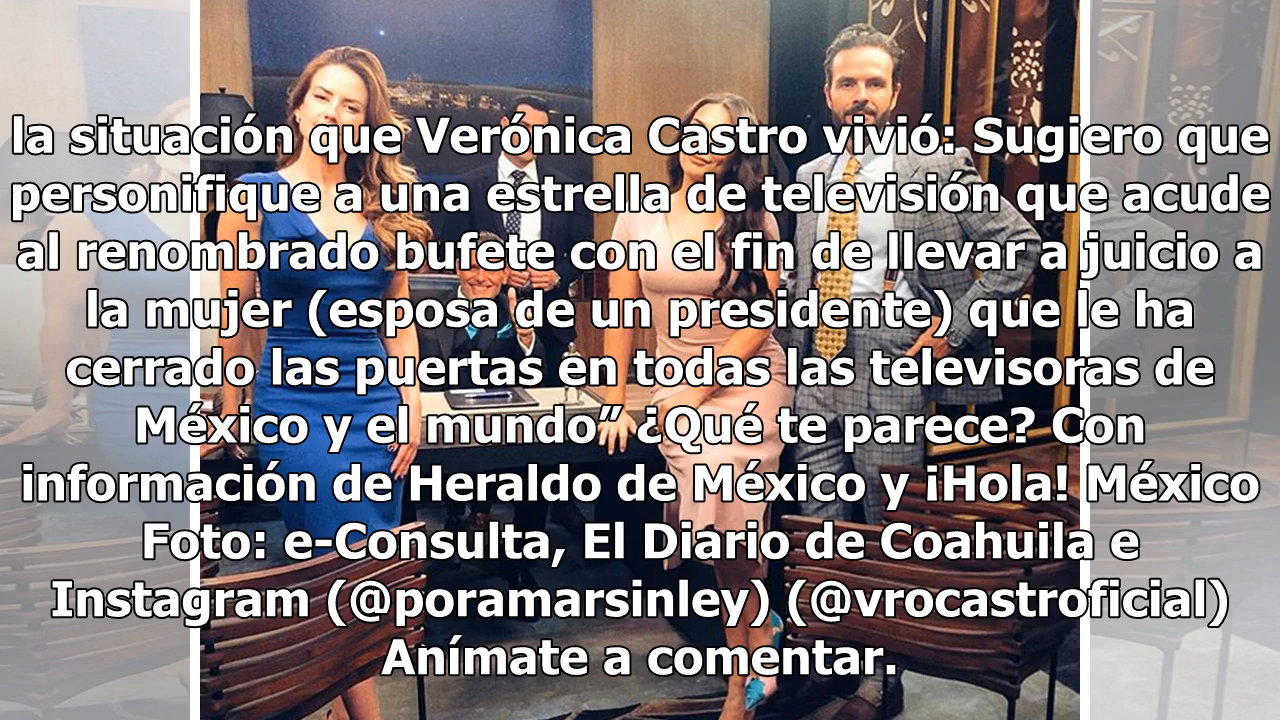 la situación que Verónica Castro vivió: Sugiero que
personifique a una estrella de televisión que acude
al renombrado bufete con el fin de llevar a juicio a
la mujer (esposa de un presidente) que le ha
cerrado las puertas en todas las televisoras de
México y el mundo” ¿Qué te parece? Con
información de Heraldo de México y ¡Hola! México
Foto: e-Consulta, El Diario de Coahuila e
Instagram (@poramarsinley) (@vrocastroficial)
Anímate a comentar.